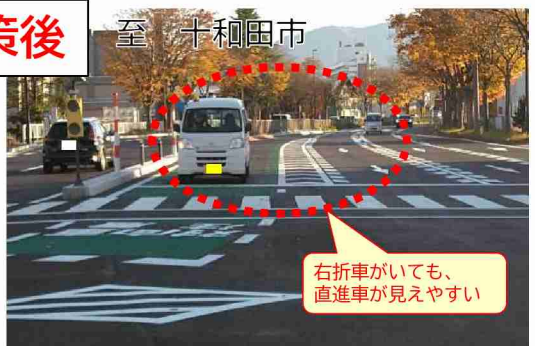 策後
至 十和田市
右折車がいても、
直進車が見えやすい